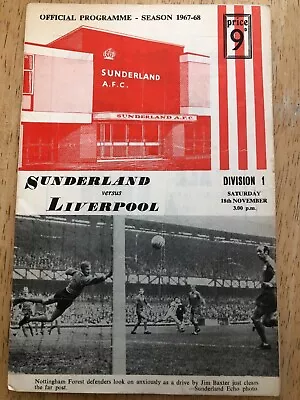 OFFICIAL PROGRAMME - SEASON 1967-68
price
9d
SUNDERLAND
A.F.C.
SUNDERLAND A.F.C.
SUNDERLAND
versus
LIVERPOOL
DIVISION 1
SATURDAY
18th NOVEMBER
3.00 p.m.
Nottingham Forest defenders look on anxiously as a drive by Jim Baxter just clears
the far post.
—Sunderland Echo photo.